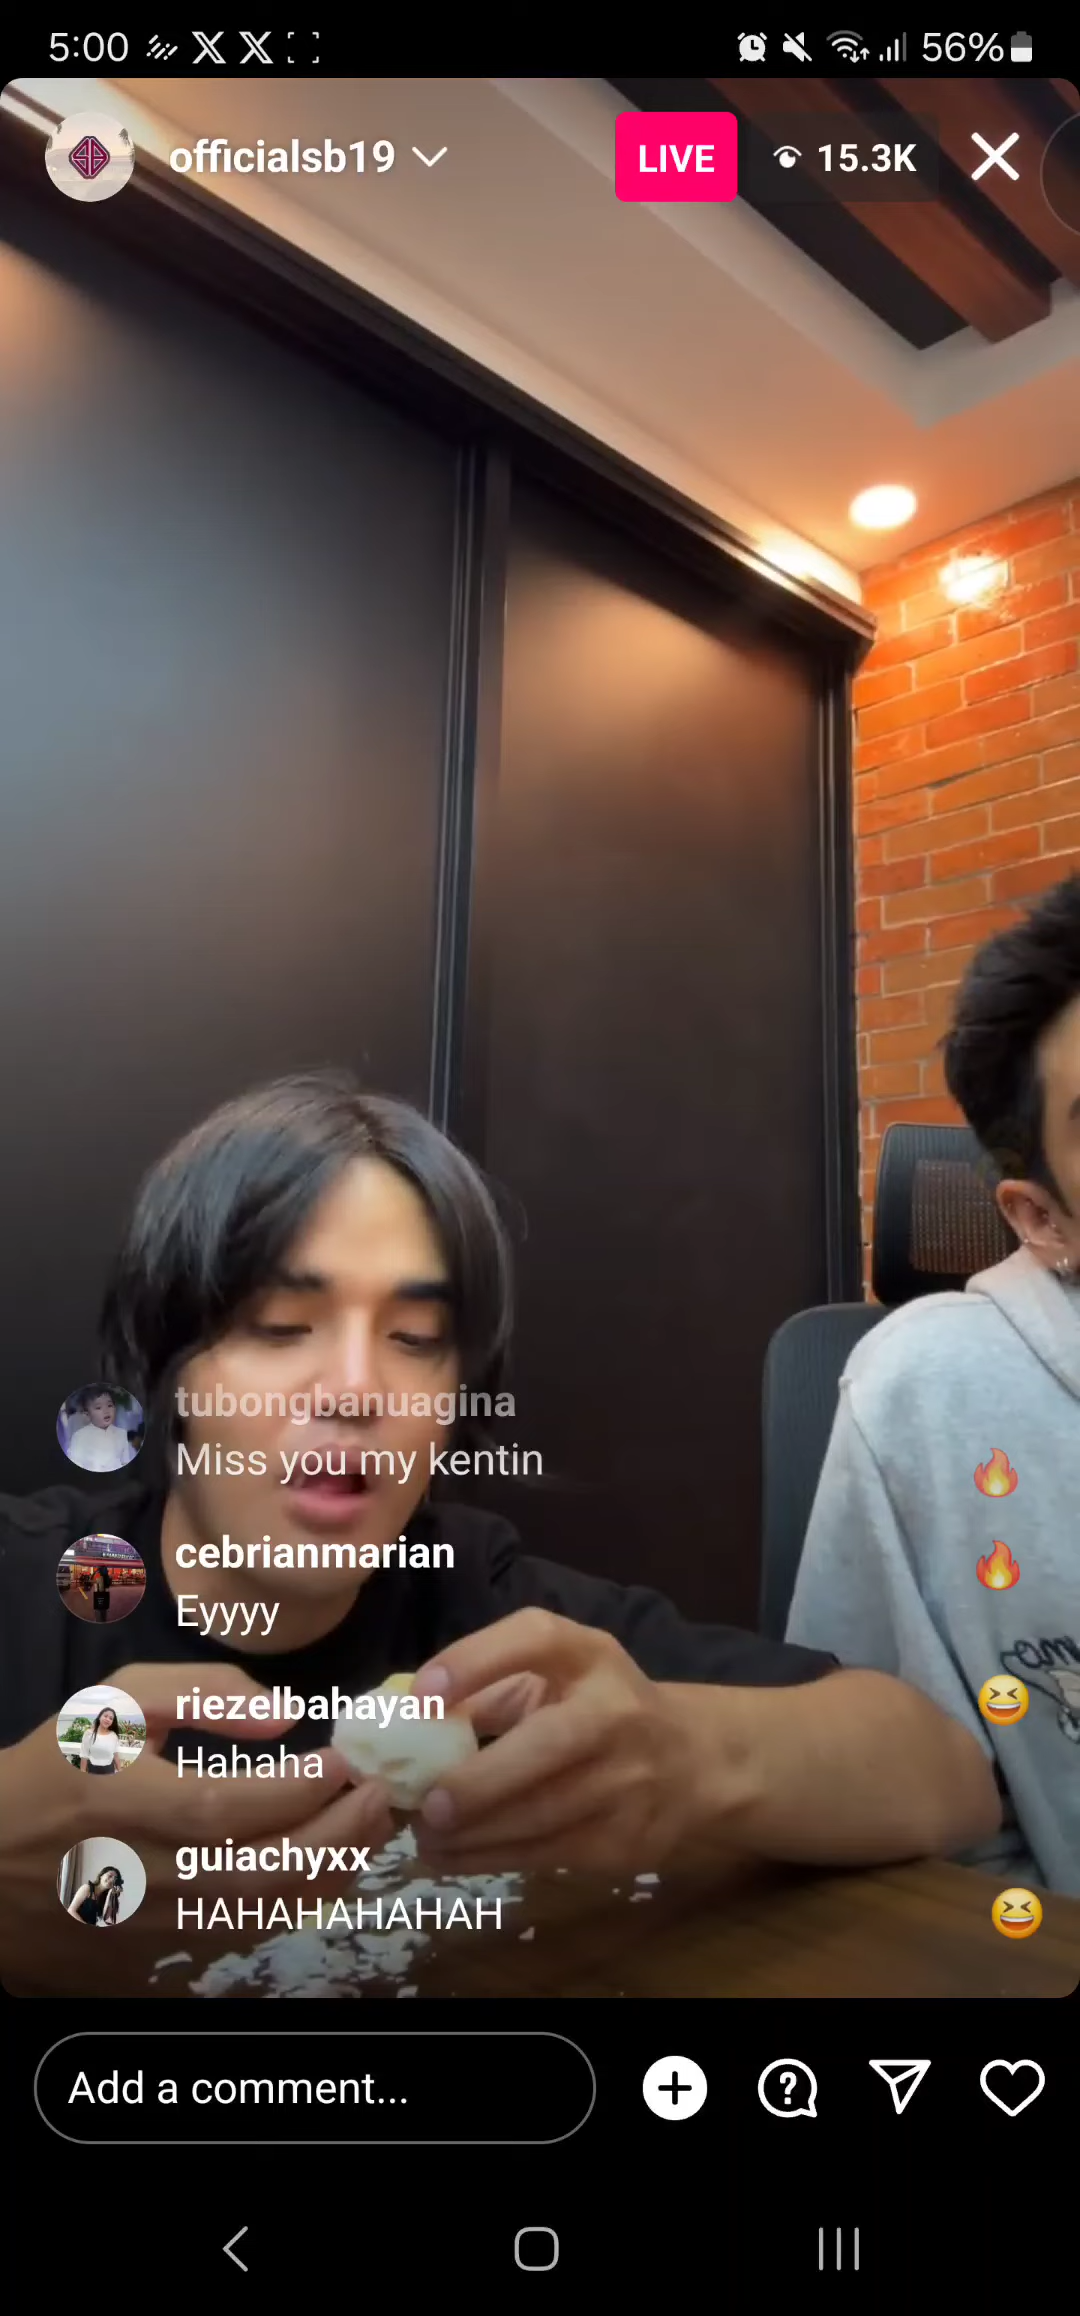 5:00 56%
officialsb19 LIVE 15.3K
tubongbanuagina
Miss you my kentin
cebrianmarian
Eyyyy
riezelbahayan
Hahaha
guiachyxx
HAHAHAHAHAH
Add a comment...